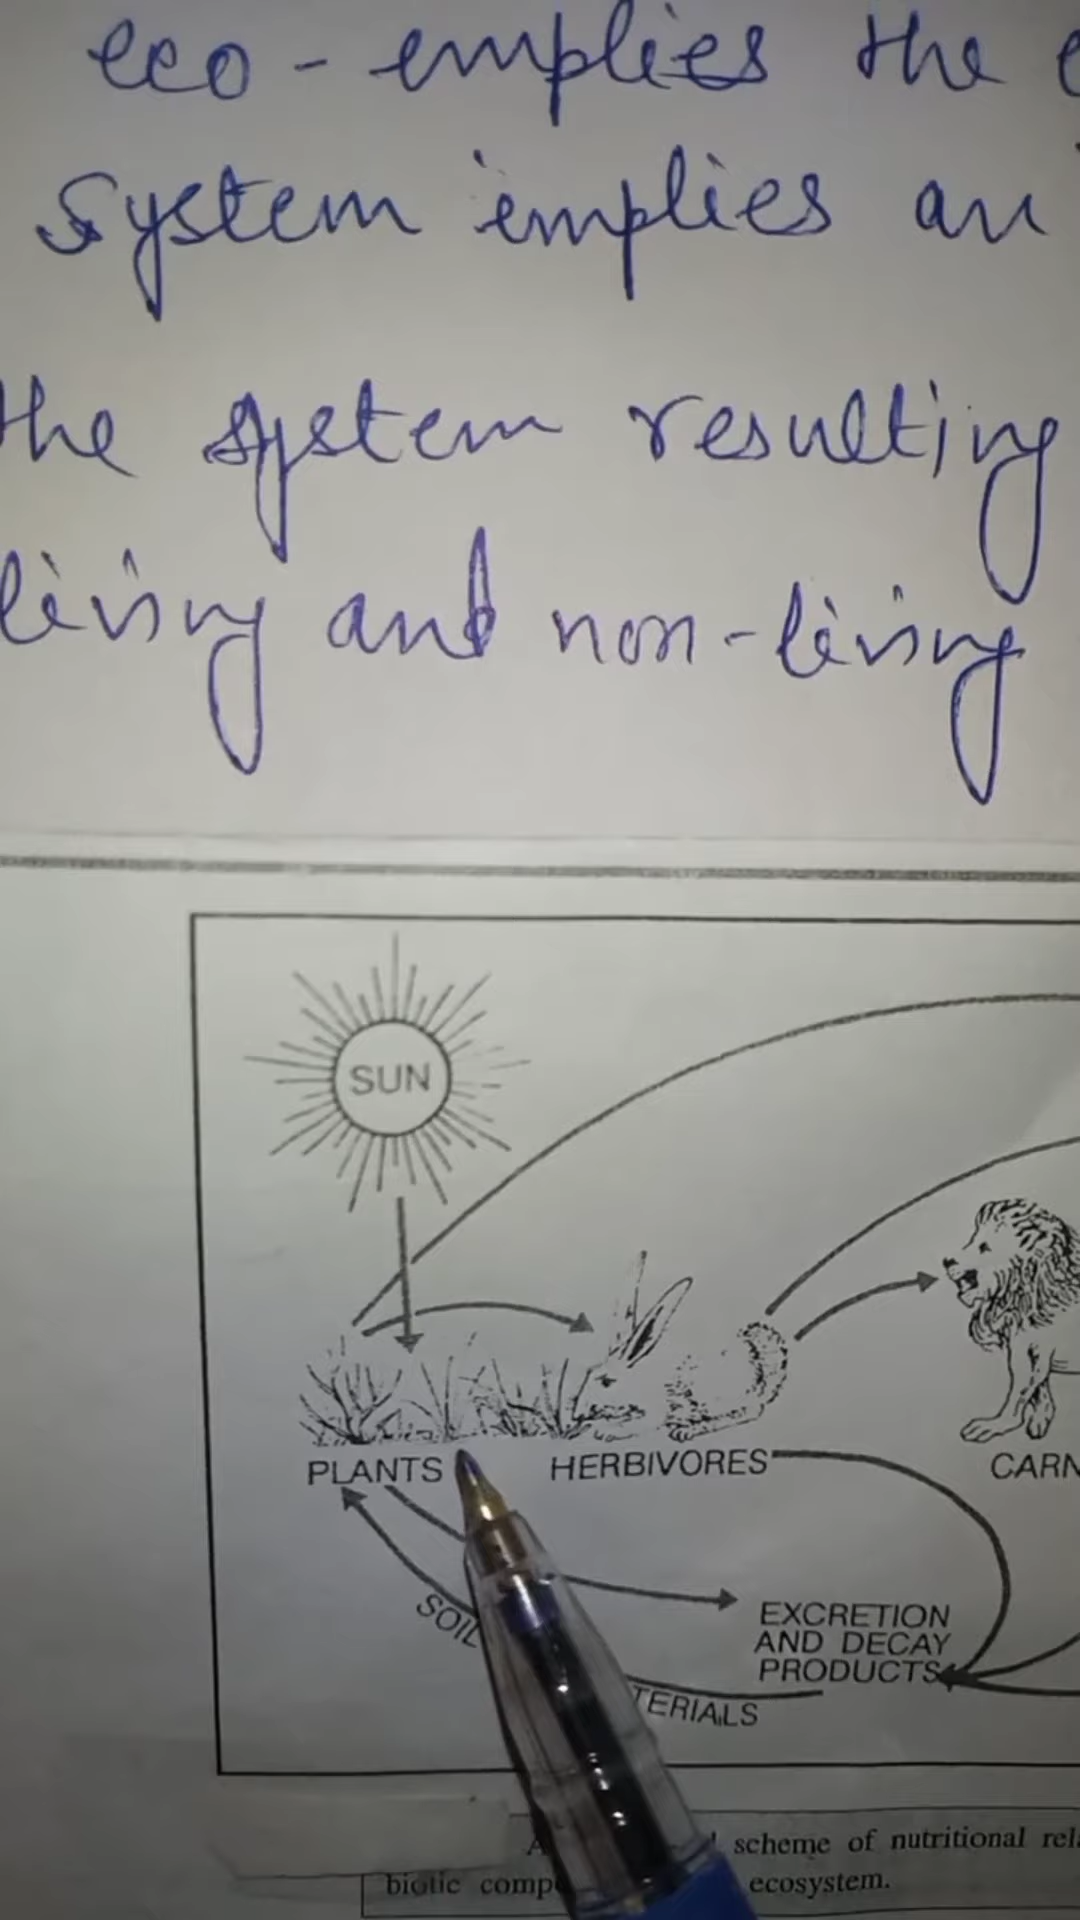 eco - emplies the
System emplies an
the system resulting
living and non-living
SUN
PLANTS HERBIVORES CARN
SOIL
EXCRETION
AND DECAY
PRODUCTS
TERIALS
scheme of nutritional rel
biotic comp ecosystem.